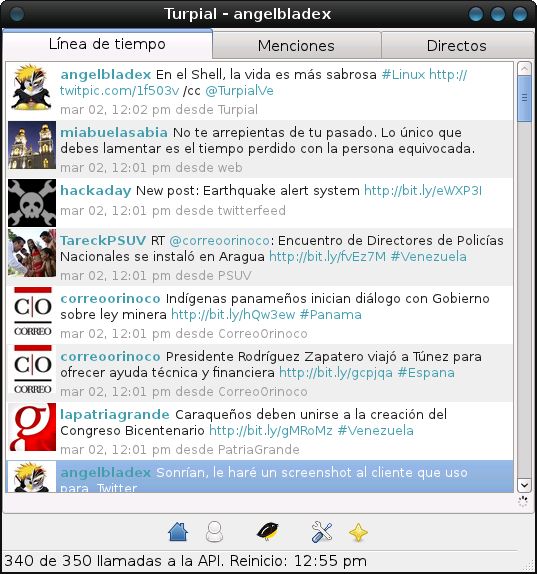 Turpial - angelbladex
Línea de tiempo
Menciones
Directos
angelbladex En el Shell, la vida es más sabrosa #Linux http://
twitpic.com/1f503v /cc @TurpialVe
mar 02, 12:02 pm desde Turpial
miabuelasabia No te arrepientas de tu pasado. Lo único que
debes lamentar es el tiempo perdido con la persona equivocada.
mar 02, 12:01 pm desde web
hackaday New post: Earthquake alert system http://bit.ly/eWXP3I
mar 02, 12:01 pm desde twitterfeed
TareckPSUV RT @correoorinoco: Encuentro de Directores de Policías
Nacionales se instaló en Aragua http://bit.ly/fvEz7M #Venezuela
mar 02, 12:01 pm desde PSUV
C|O
CORREO
correoorinoco Indígenas panameños inician diálogo con Gobierno
sobre ley minera http://bit.ly/hQw3ew #Panama
mar 02, 12:01 pm desde CorreoOrinoco
C|O
CORREO
correoorinoco Presidente Rodríguez Zapatero viajó a Túnez para
ofrecer ayuda técnica y financiera http://bit.ly/gcpjqa #Espana
mar 02, 12:01 pm desde CorreoOrinoco
g
lapatriagrande Caraqueños deben unirse a la creación del
Congreso Bicentenario http://bit.ly/gMRoMz #Venezuela
mar 02, 12:01 pm desde PatriaGrande
angelbladex Sonrían, le haré un screenshot al cliente que uso
para Twitter
340 de 350 llamadas a la API. Reinicio: 12:55 pm